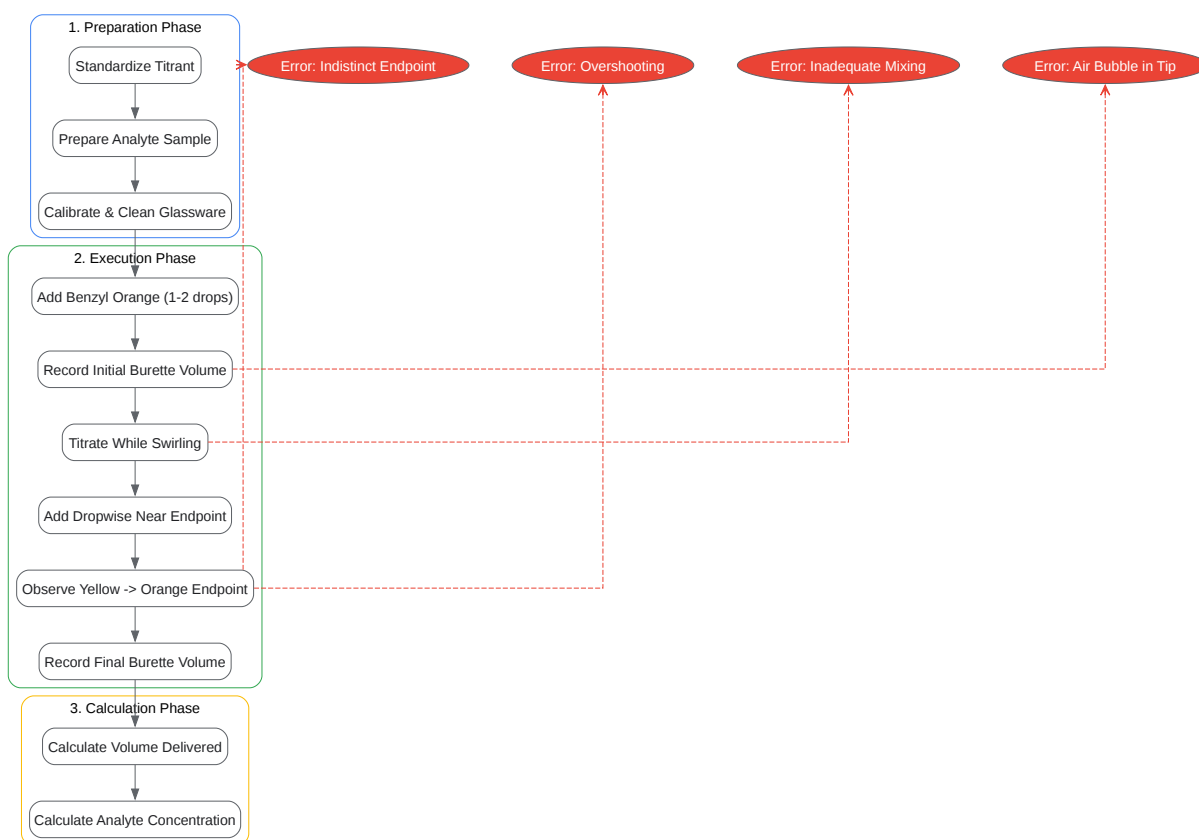 1. Preparation Phase
Standardize Titrant
Error: Indistinct Endpoint
Error: Overshooting
Error: Inadequate Mixing
Error: Air Bubble in Tip
Prepare Analyte Sample
Calibrate & Clean Glassware
2. Execution Phase
Add Benzyl Orange (1-2 drops)
Record Initial Burette Volume
Titrate While Swirling
Add Dropwise Near Endpoint
Observe Yellow -> Orange Endpoint
Record Final Burette Volume
3. Calculation Phase
Calculate Volume Delivered
Calculate Analyte Concentration